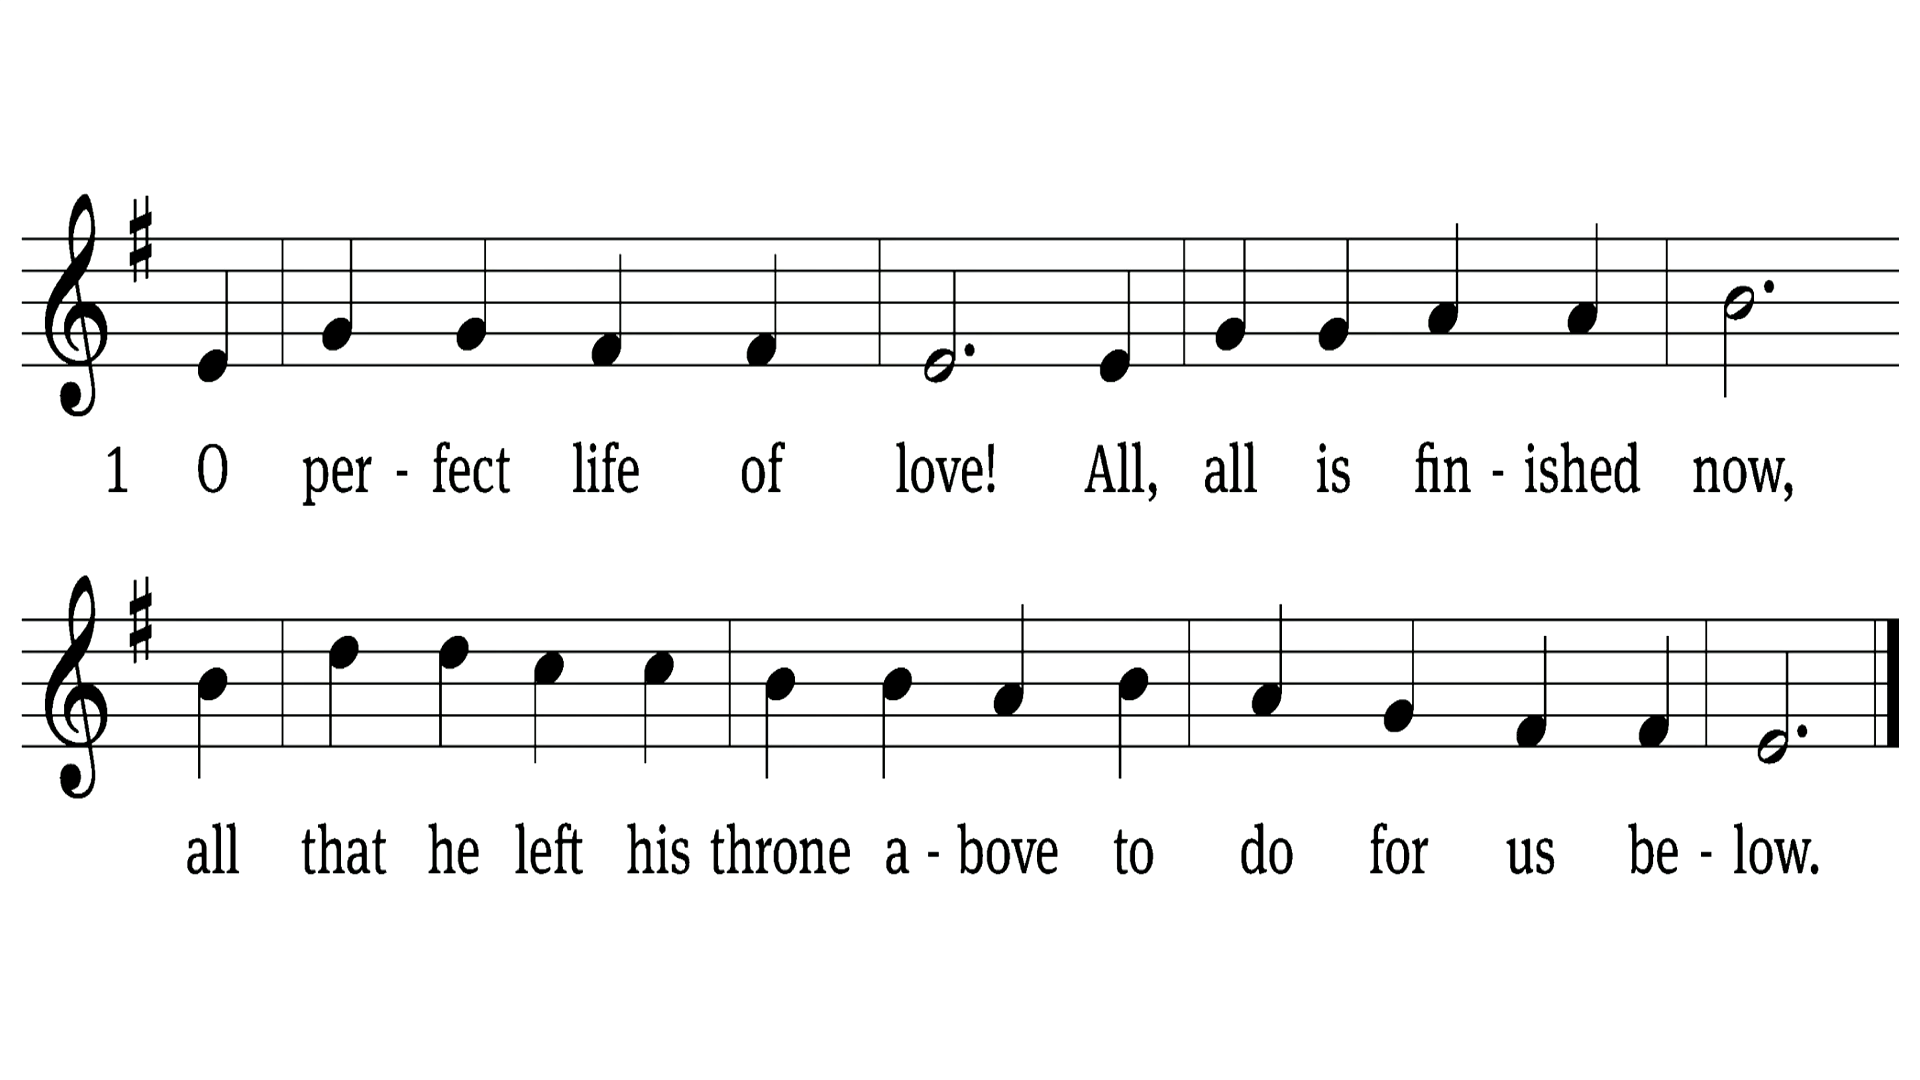 1 O per - fect life of love! All, all is fin - ished now,
all that he left his throne a - bove to do for us be - low.